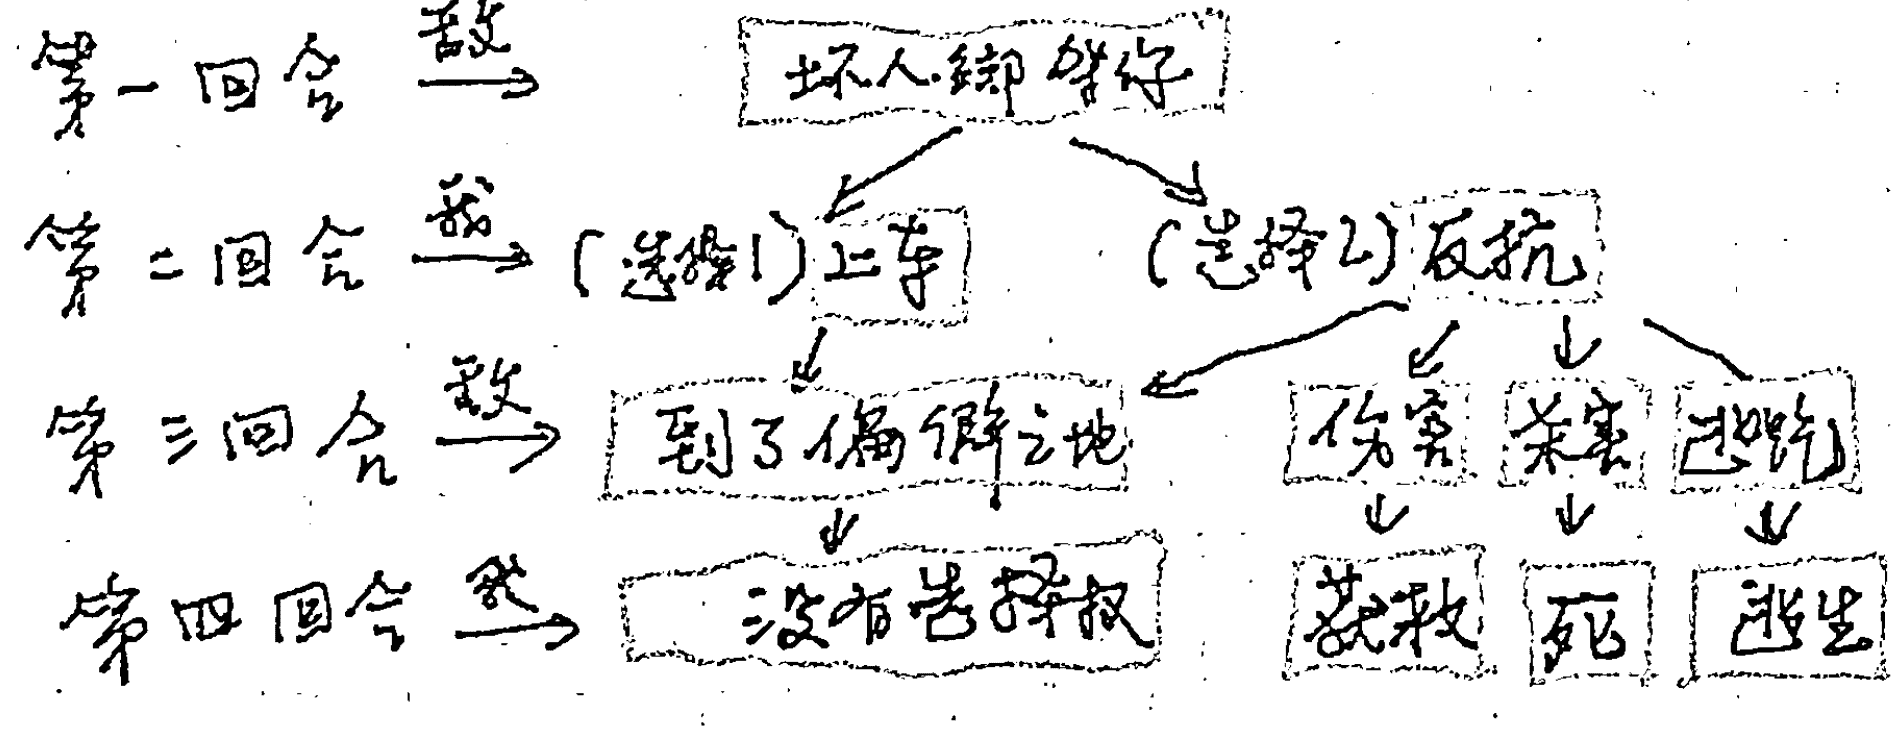 第一回合 敌 坏人绑架你
第二回合 我 (选择1) 上车 (选择2) 反抗
第三回合 敌 到了偏僻之地 伤害 杀害 逃跑
第四回合 我 没有选择权 获救 死 逃生